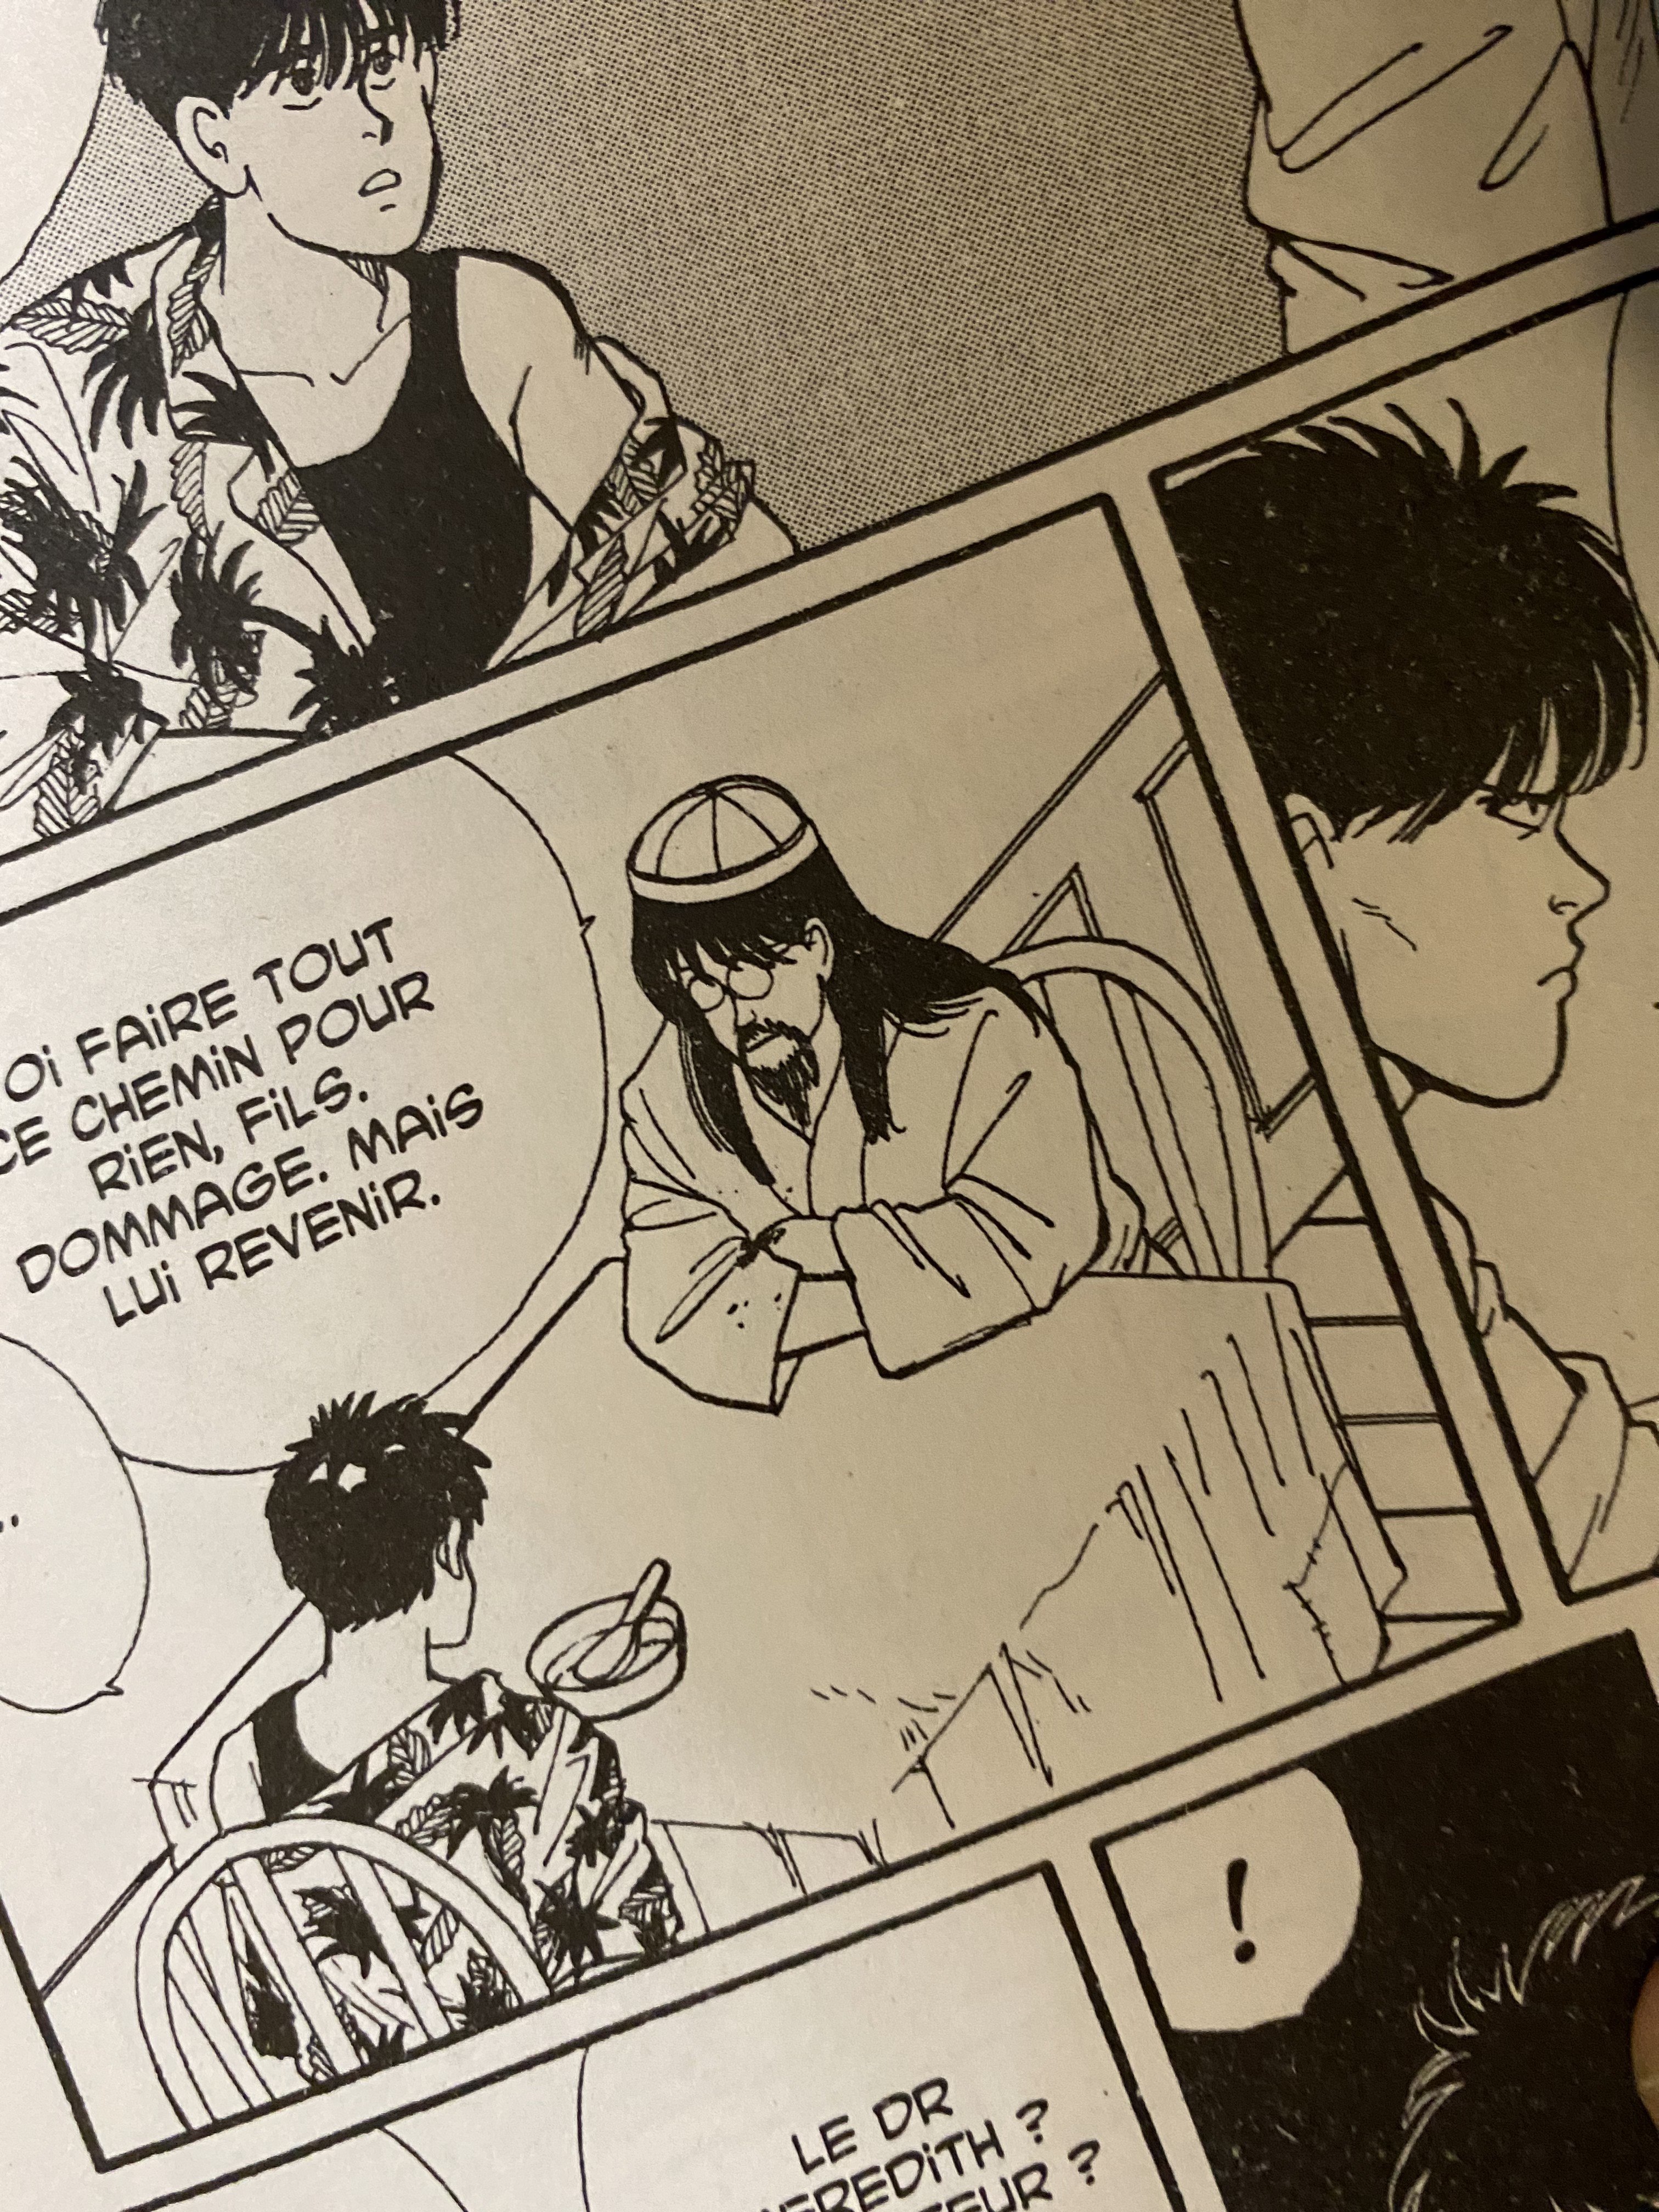 FAIRE TOUT
CE CHEMIN POUR
RIEN, FILS.
DOMMAGE. MAIS
LUI REVENIR.
..
!
LE DR
?
?